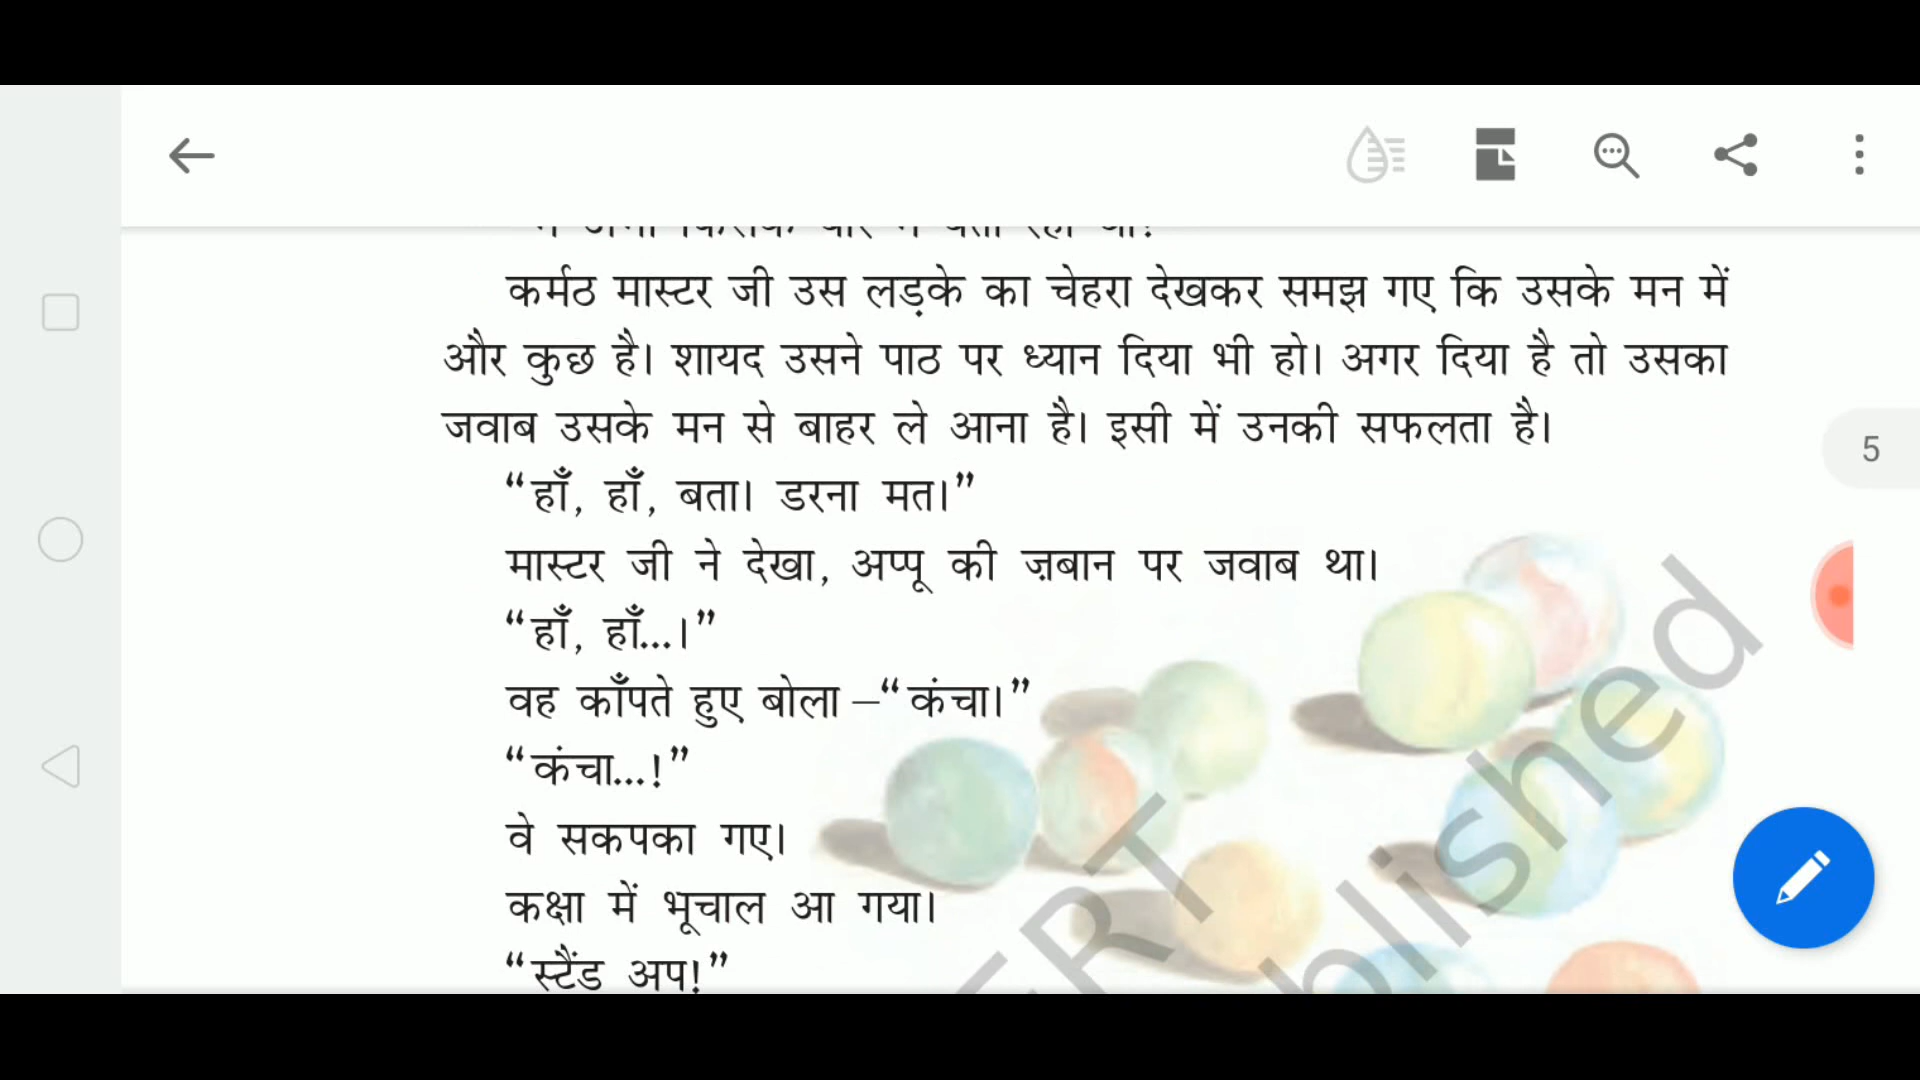 कर्मठ मास्टर जी उस लड़के का चेहरा देखकर समझ गए कि उसके मन में
और कुछ है। शायद उसने पाठ पर ध्यान दिया भी हो। अगर दिया है तो उसका
जवाब उसके मन से बाहर ले आना है। इसी में उनकी सफलता है।
5
“हाँ, हाँ, बता। डरना मत।”
मास्टर जी ने देखा, अप्पू की ज़बान पर जवाब था।
“हाँ, हाँ...।”
वह काँपते हुए बोला –“कंचा।”
“कंचा...!”
वे सकपका गए।
कक्षा में भूचाल आ गया।
“स्टैंड अप!”
ERT
blished